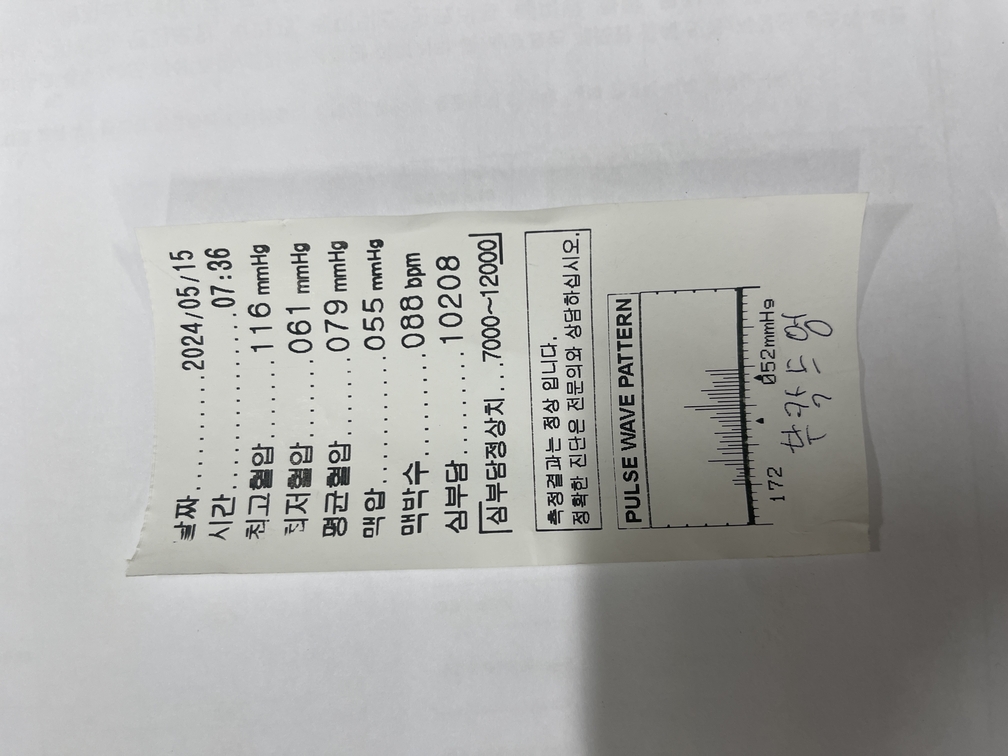 날짜.........2024/05/15
시간............07:36
최고혈압.......116 mmHg
최저혈압.......061 mmHg
평균혈압.......079 mmHg
맥압...........055 mmHg
맥박수.........088 bpm
심부담.........10208
심부담정상치...7000~12000
측정결과는 정상 입니다.
정확한 진단은 전문의와 상담하십시오.
PULSE WAVE PATTERN
172 052mmHg